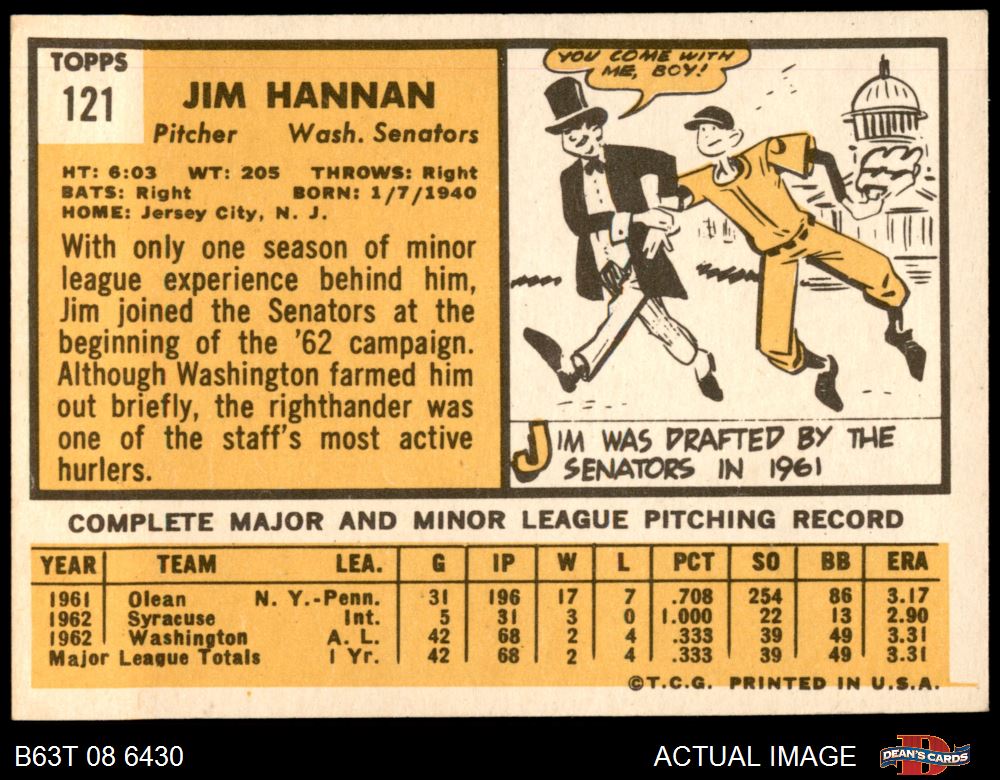 TOPPS
121
JIM HANNAN
Pitcher Wash. Senators
HT: 6:03 WT: 205 THROWS: Right
BATS: Right BORN: 1/7/1940
HOME: Jersey City, N. J.
With only one season of minor
league experience behind him,
Jim joined the Senators at the
beginning of the '62 campaign.
Although Washington farmed him
out briefly, the righthander was
one of the staff's most active
hurlers.
YOU COME WITH
ME, BOY!
JIM WAS DRAFTED BY THE
SENATORS IN 1961
COMPLETE MAJOR AND MINOR LEAGUE PITCHING RECORD
YEAR TEAM LEA. G IP W L PCT SO BB ERA
1961 Olean N. Y.-Penn. 31 196 17 7 .708 254 86 3.17
1962 Syracuse Int. 5 31 3 0 1.000 22 13 2.90
1962 Washington A. L. 42 68 2 4 .333 39 49 3.31
Major League Totals 1 Yr. 42 68 2 4 .333 39 49 3.31
©T.C.G. PRINTED IN U.S.A.
B63T 08 6430
ACTUAL IMAGE
D
DEAN'S CARDS